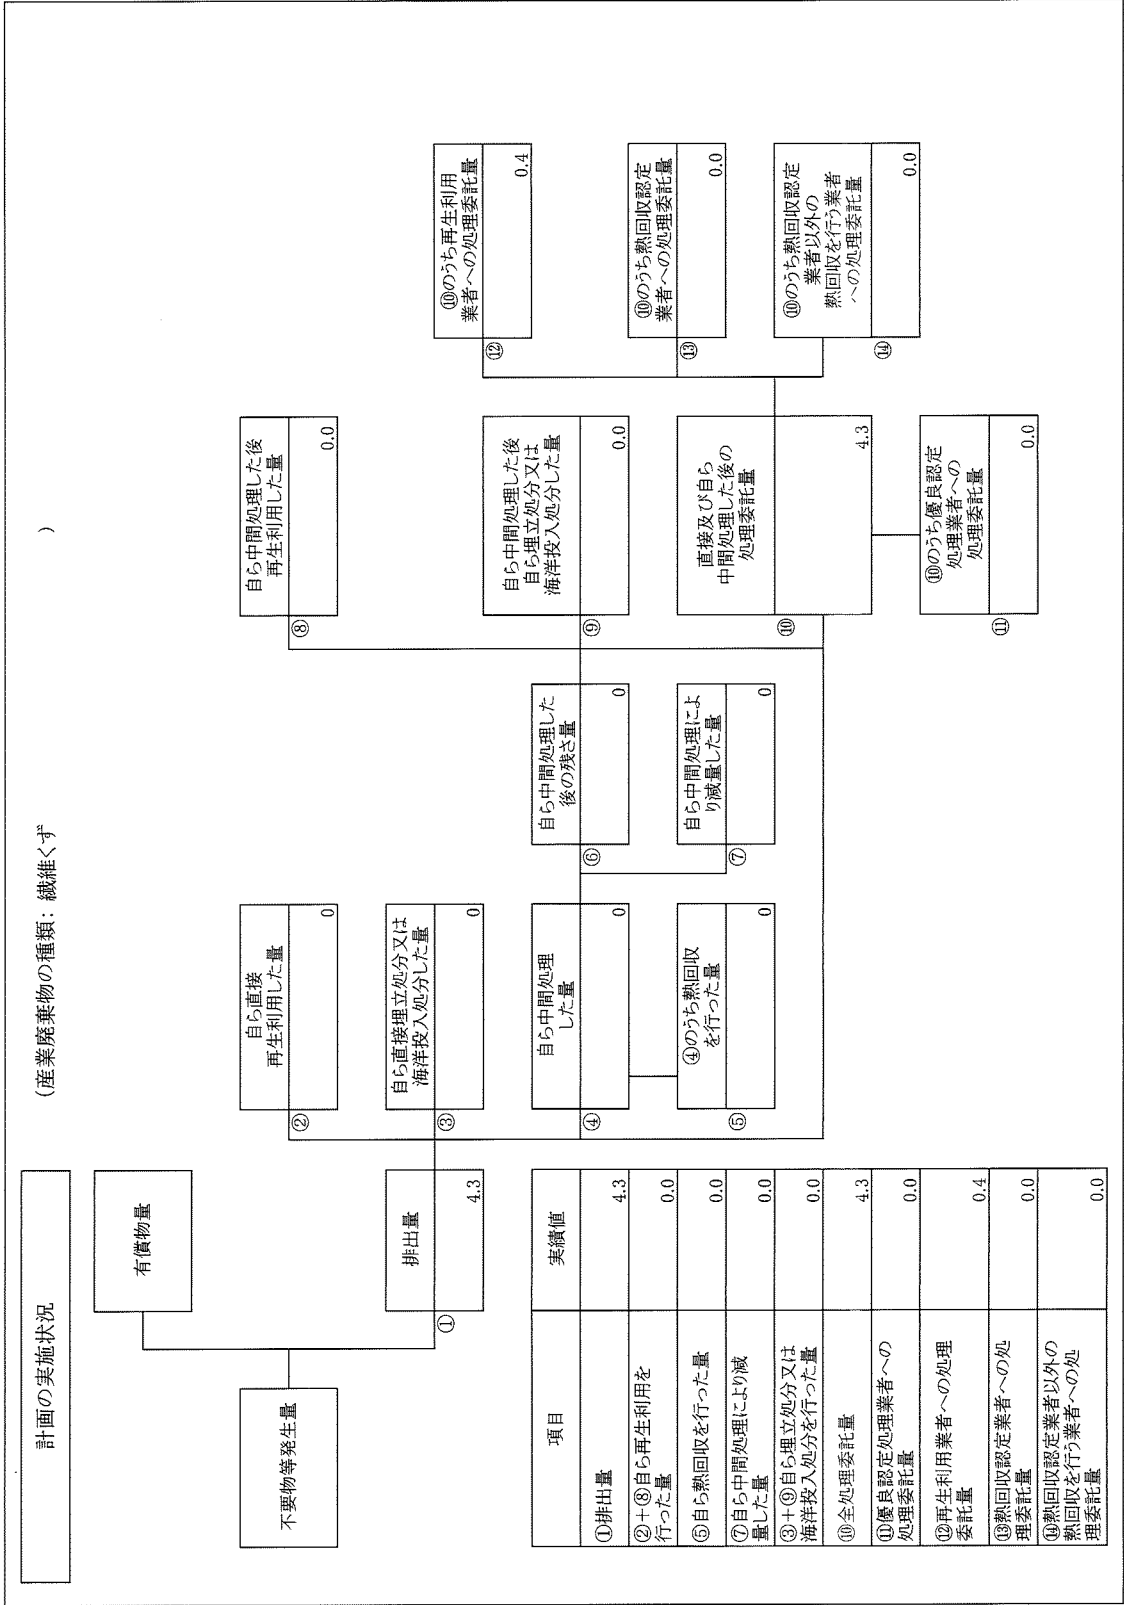 計画の実施状況
(産業廃棄物の種類: 繊維くず
)
不要物等発生量
有償物量
排出量
①
4.3
自ら直接
再生利用した量
②
0
自ら直接埋立処分又は
海洋投入処分した量
③
0
自ら中間処理
した量
④
0
④のうち熱回収
を行った量
⑤
0
自ら中間処理した
後の残さ量
⑥
0
自ら中間処理によ
り減量した量
⑦
0
自ら中間処理した後
再生利用した量
⑧
0.0
自ら中間処理した後
自ら埋立処分又は
海洋投入処分した量
⑨
0.0
直接及び自ら
中間処理した後の
処理委託量
⑩
4.3
⑩のうち優良認定
処理業者への
処理委託量
⑪
0.0
⑩のうち再生利用
業者への処理委託量
⑫
0.4
⑩のうち熱回収認定
業者への処理委託量
⑬
0.0
⑩のうち熱回収認定
業者以外の
熱回収を行う業者
への処理委託量
⑭
0.0
項目 実績値
①排出量 4.3
②+⑧自ら再生利用を
行った量 0.0
⑤自ら熱回収を行った量 0.0
⑦自ら中間処理により減
量した量 0.0
③+⑨自ら埋立処分又は
海洋投入処分を行った量 0.0
⑩全処理委託量 4.3
⑪優良認定処理業者への
処理委託量 0.0
⑫再生利用業者への処理
委託量 0.4
⑬熱回収認定業者への処
理委託量 0.0
⑭熱回収認定業者以外の
熱回収を行う業者への処
理委託量 0.0